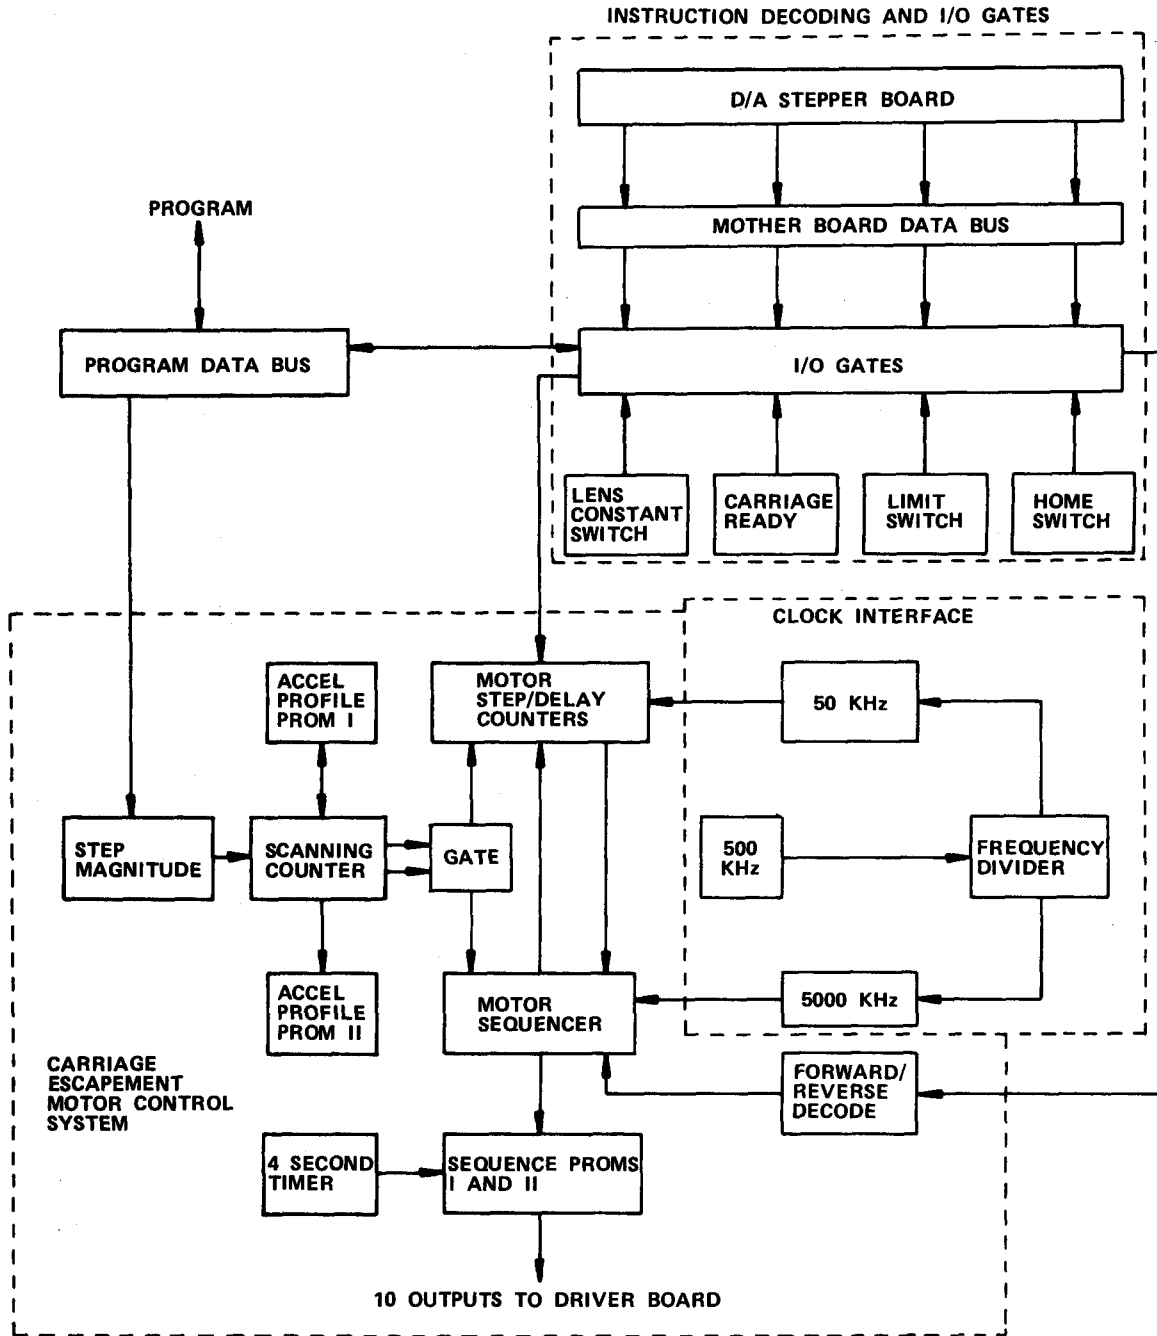 INSTRUCTION DECODING AND I/O GATES
D/A STEPPER BOARD
PROGRAM
MOTHER BOARD DATA BUS
PROGRAM DATA BUS
I/O GATES
LENS
CONSTANT
SWITCH
CARRIAGE
READY
LIMIT
SWITCH
HOME
SWITCH
CLOCK INTERFACE
ACCEL
PROFILE
PROM I
MOTOR
STEP/DELAY
COUNTERS
50 KHz
STEP
MAGNITUDE
SCANNING
COUNTER
GATE
500
KHz
FREQUENCY
DIVIDER
ACCEL
PROFILE
PROM II
MOTOR
SEQUENCER
5000 KHz
CARRIAGE
ESCAPEMENT
MOTOR CONTROL
SYSTEM
FORWARD/
REVERSE
DECODE
4 SECOND
TIMER
SEQUENCE PROMS
I AND II
10 OUTPUTS TO DRIVER BOARD